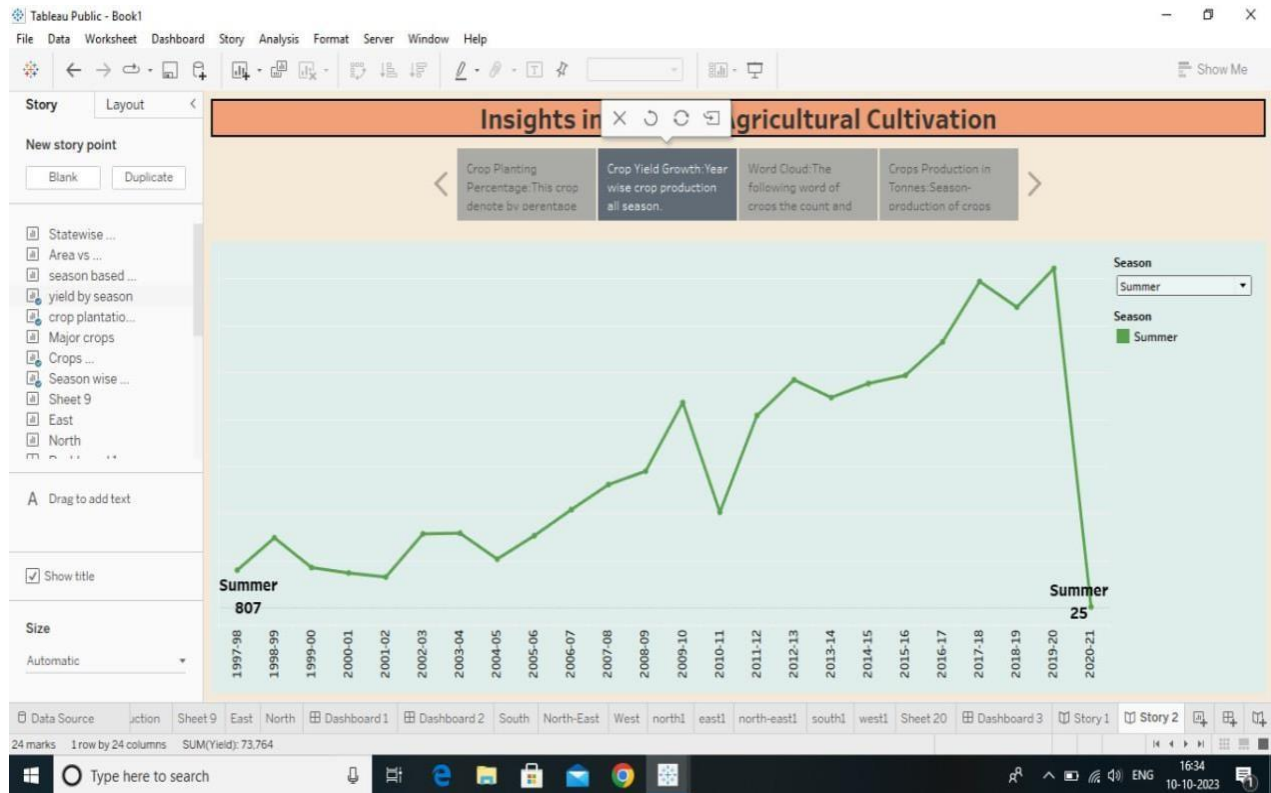 Tableau Public - Book1
File Data Worksheet Dashboard Story Analysis Format Server Window Help
Show Me
Story Layout
New story point
Blank Duplicate
Statewise ...
Area vs ...
season based ...
yield by season
crop plantatio...
Major crops
Crops ...
Season wise ...
Sheet 9
East
North
A Drag to add text
Show title
Size
Automatic
Insights in gricultural Cultivation
Crop Planting
Percentage:This crop
denote by perentage
Crop Yield Growth:Year
wise crop production
all season.
Word Cloud:The
following word of
crops the count and
Crops Production in
Tonnes:Season-
production of crops
Season
Summer
Season
Summer
Summer
807
Summer
25
1997-98
1998-99
1999-00
2000-01
2001-02
2002-03
2003-04
2004-05
2005-06
2006-07
2007-08
2008-09
2009-10
2010-11
2011-12
2012-13
2013-14
2014-15
2015-16
2016-17
2017-18
2018-19
2019-20
2020-21
Data Source uction Sheet 9 East North Dashboard 1 Dashboard 2 South North-East West north1 east1 north-east1 south1 west1 Sheet 20 Dashboard 3 Story 1 Story 2
24 marks 1 row by 24 columns SUM(Yield): 73,764
Type here to search
ENG
16:34
10-10-2023
1